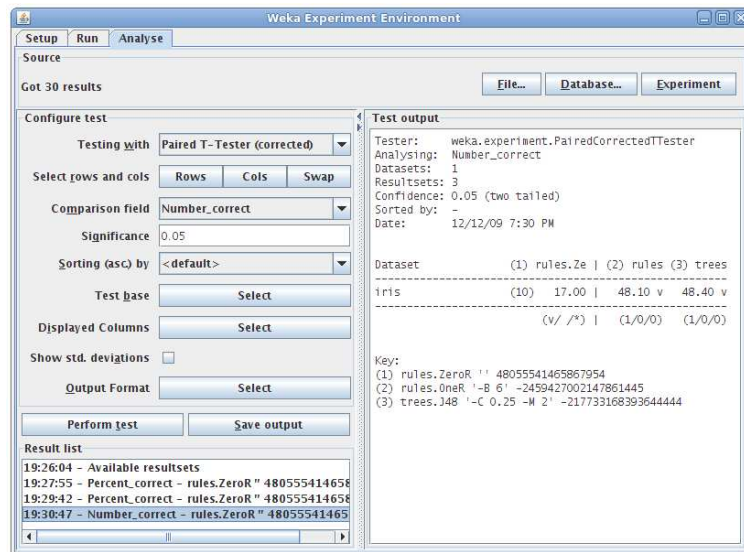 Weka Experiment Environment
Setup Run Analyse
Source
Got 30 results
File... Database... Experiment
Configure test
Testing with Paired T-Tester (corrected)
Select rows and cols Rows Cols Swap
Comparison field Number_correct
Significance 0.05
Sorting (asc.) by <default>
Test base Select
Displayed Columns Select
Show std. deviations
Output Format Select
Perform test Save output
Result list
19:26:04 - Available resultsets
19:27:55 - Percent_correct - rules.ZeroR '' 480555414658
19:29:42 - Percent_correct - rules.ZeroR '' 480555414658
19:30:47 - Number_correct - rules.ZeroR '' 48055541465
Test output
Tester: weka.experiment.PairedCorrectedTTester
Analysing: Number_correct
Datasets: 1
Resultsets: 3
Confidence: 0.05 (two tailed)
Sorted by: -
Date: 12/12/09 7:30 PM
Dataset (1) rules.Ze | (2) rules (3) trees
--------------------------------------------------------------
iris (10) 17.00 | 48.10 v 48.40 v
--------------------------------------------------------------
(v/ /*) | (1/0/0) (1/0/0)
Key:
(1) rules.ZeroR '' 48055541465867954
(2) rules.OneR '-B 6' -2459427002147861445
(3) trees.J48 '-C 0.25 -M 2' -217733168393644444